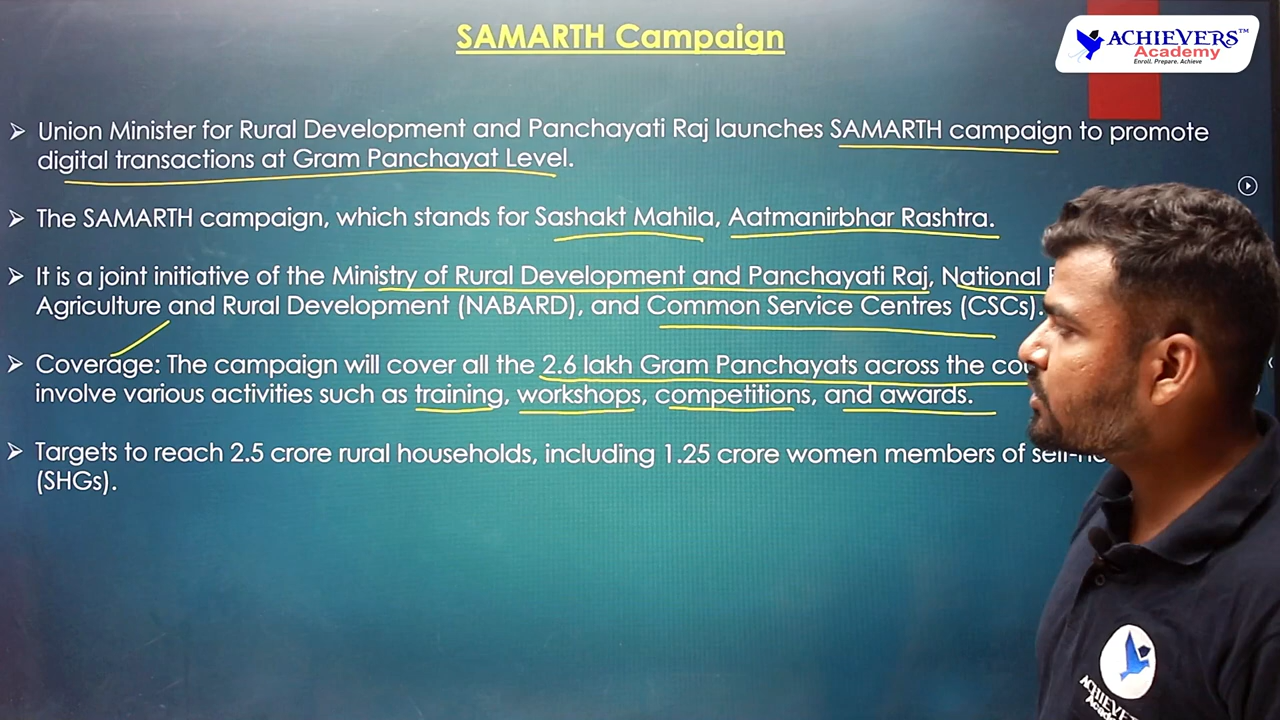 SAMARTH Campaign
ACHIEVERS™
Academy
Enroll. Prepare. Achieve
➢ Union Minister for Rural Development and Panchayati Raj launches SAMARTH campaign to promote
digital transactions at Gram Panchayat Level.
➢ The SAMARTH campaign, which stands for Sashakt Mahila, Aatmanirbhar Rashtra.
➢ It is a joint initiative of the Ministry of Rural Development and Panchayati Raj, National
Agriculture and Rural Development (NABARD), and Common Service Centres (CSCs).
➢ Coverage: The campaign will cover all the 2.6 lakh Gram Panchayats across the
involve various activities such as training, workshops, competitions, and awards.
➢ Targets to reach 2.5 crore rural households, including 1.25 crore women members of
(SHGs).